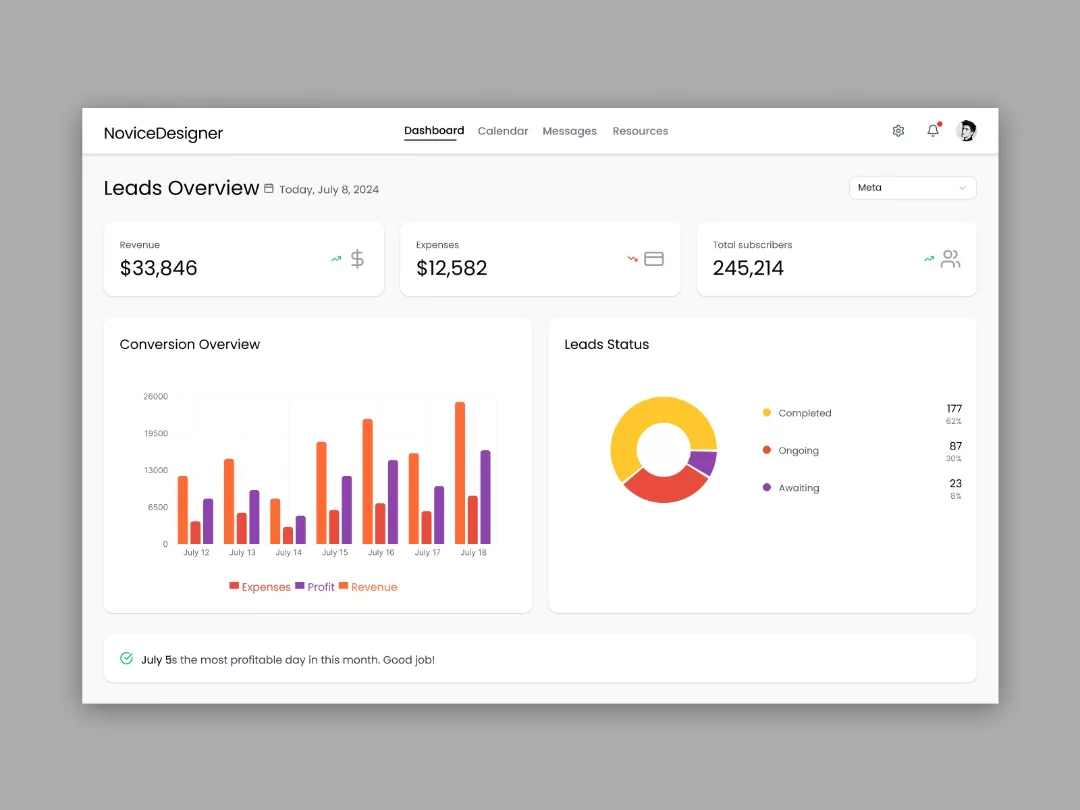 NoviceDesigner
Dashboard Calendar Messages Resources
Leads Overview Today, July 8, 2024
Meta
Revenue
$33,846
Expenses
$12,582
Total subscribers
245,214
Conversion Overview
26000
19500
13000
6500
0
July 12 July 13 July 14 July 15 July 16 July 17 July 18
Expenses Profit Revenue
Leads Status
Completed 177
62%
Ongoing 87
30%
Awaiting 23
8%
July 5s the most profitable day in this month. Good job!